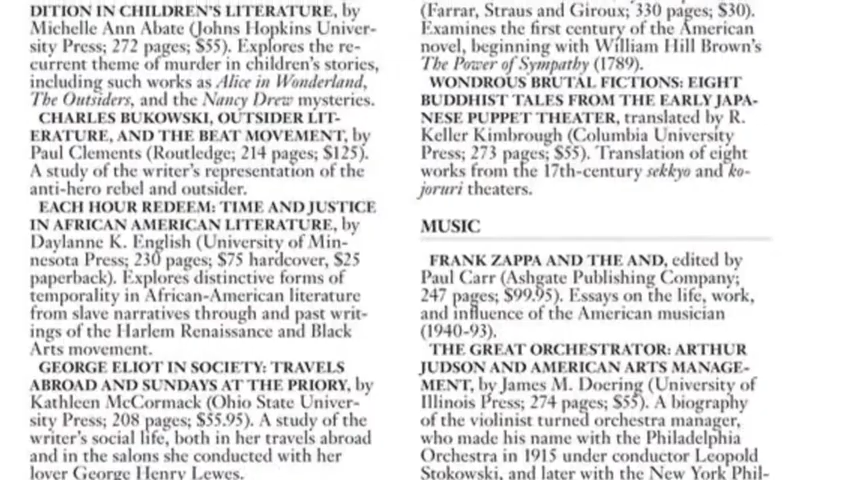 DITION IN CHILDREN'S LITERATURE, by
Michelle Ann Abate (Johns Hopkins Univer-
sity Press; 272 pages; $55). Explores the re-
current theme of murder in children's stories,
including such works as Alice in Wonderland,
The Outsiders, and the Nancy Drew mysteries.
CHARLES BUKOWSKI, OUTSIDER LIT-
ERATURE, AND THE BEAT MOVEMENT, by
Paul Clements (Routledge; 214 pages; $125).
A study of the writer's representation of the
anti-hero rebel and outsider.
EACH HOUR REDEEM: TIME AND JUSTICE
IN AFRICAN AMERICAN LITERATURE, by
Daylanne K. English (University of Min-
nesota Press; 230 pages; $75 hardcover, $25
paperback). Explores distinctive forms of
temporality in African-American literature
from slave narratives through and past writ-
ings of the Harlem Renaissance and Black
Arts movement.
GEORGE ELIOT IN SOCIETY: TRAVELS
ABROAD AND SUNDAYS AT THE PRIORY, by
Kathleen McCormack (Ohio State Univer-
sity Press; 208 pages; $55.95). A study of the
writer's social life, both in her travels abroad
and in the salons she conducted with her
lover George Henry Lewes.
(Farrar, Straus and Giroux; 330 pages; $30).
Examines the first century of the American
novel, beginning with William Hill Brown's
The Power of Sympathy (1789).
WONDROUS BRUTAL FICTIONS: EIGHT
BUDDHIST TALES FROM THE EARLY JAPA-
NESE PUPPET THEATER, translated by R.
Keller Kimbrough (Columbia University
Press; 273 pages; $55). Translation of eight
works from the 17th-century sekkyo and ko-
joruri theaters.
MUSIC
FRANK ZAPPA AND THE AND, edited by
Paul Carr (Ashgate Publishing Company;
247 pages; $99.95). Essays on the life, work,
and influence of the American musician
(1940-93).
THE GREAT ORCHESTRATOR: ARTHUR
JUDSON AND AMERICAN ARTS MANAGE-
MENT, by James M. Doering (University of
Illinois Press; 274 pages; $55). A biography
of the violinist turned orchestra manager,
who made his name with the Philadelphia
Orchestra in 1915 under conductor Leopold
Stokowski, and later with the New York Phil-